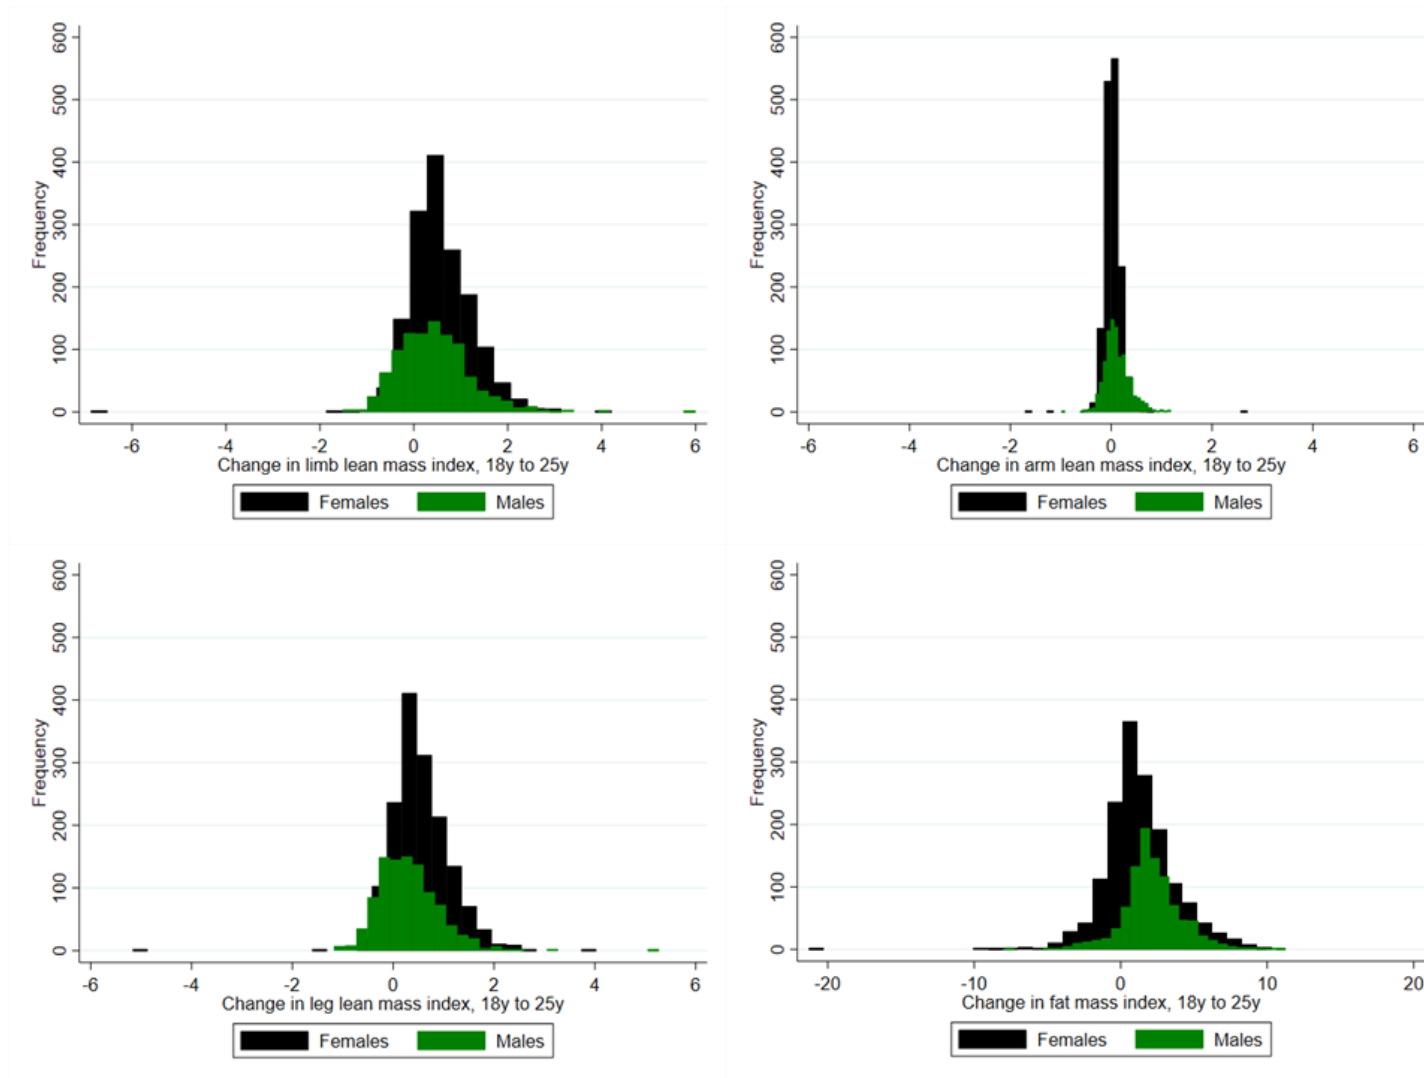 600
500
400
300
200
100
0
Frequency
-6 -4 -2 0 2 4 6
Change in limb lean mass index, 18y to 25y
Females Males
600
500
400
300
200
100
0
Frequency
-6 -4 -2 0 2 4 6
Change in arm lean mass index, 18y to 25y
Females Males
600
500
400
300
200
100
0
Frequency
-6 -4 -2 0 2 4 6
Change in leg lean mass index, 18y to 25y
Females Males
600
500
400
300
200
100
0
Frequency
-20 -10 0 10 20
Change in fat mass index, 18y to 25y
Females Males